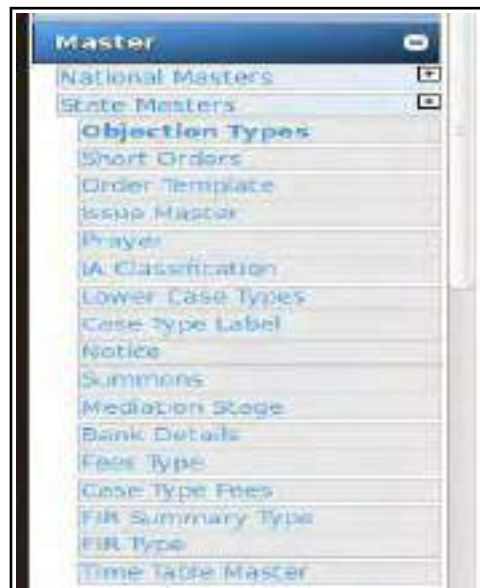 Master
National Masters
State Masters
Objection Types
Short Orders
Order Template
Issue Master
Prayer
IA Classification
Lower Case Types
Case Type Label
Notice
Summons
Mediation Stage
Bank Details
Fees Type
Case Type Fees
FIR Summary Type
FIR Type
Time Table Master